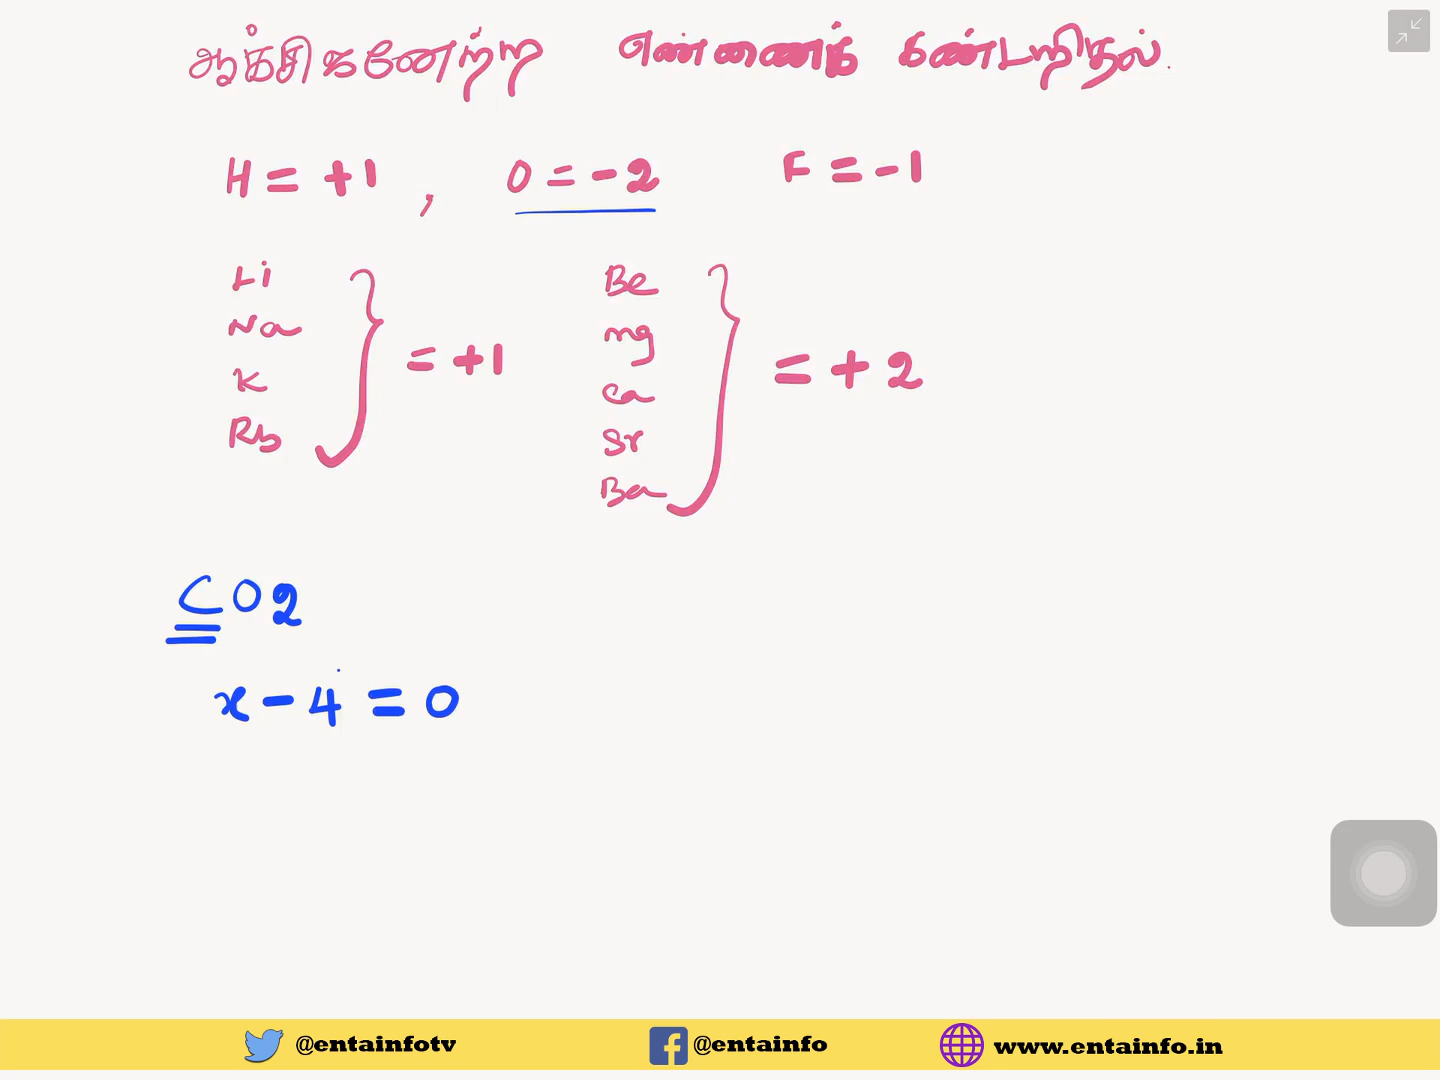 ஆக்சிஜனேற்ற எண்ணைக் கண்டறிதல்.
H = +1 , O = -2 F = -1
Li
Na
K
Rb
} = +1
Be
Mg
Ca
Sr
Ba
} = +2
CO2
x - 4 = 0
@entainfotv @entainfo www.entainfo.in